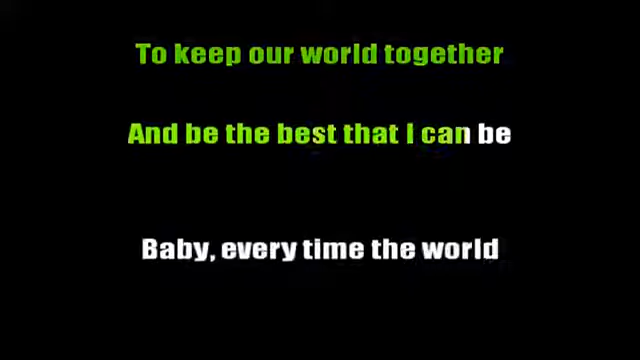 To keep our world together
And be the best that I can be
Baby, every time the world